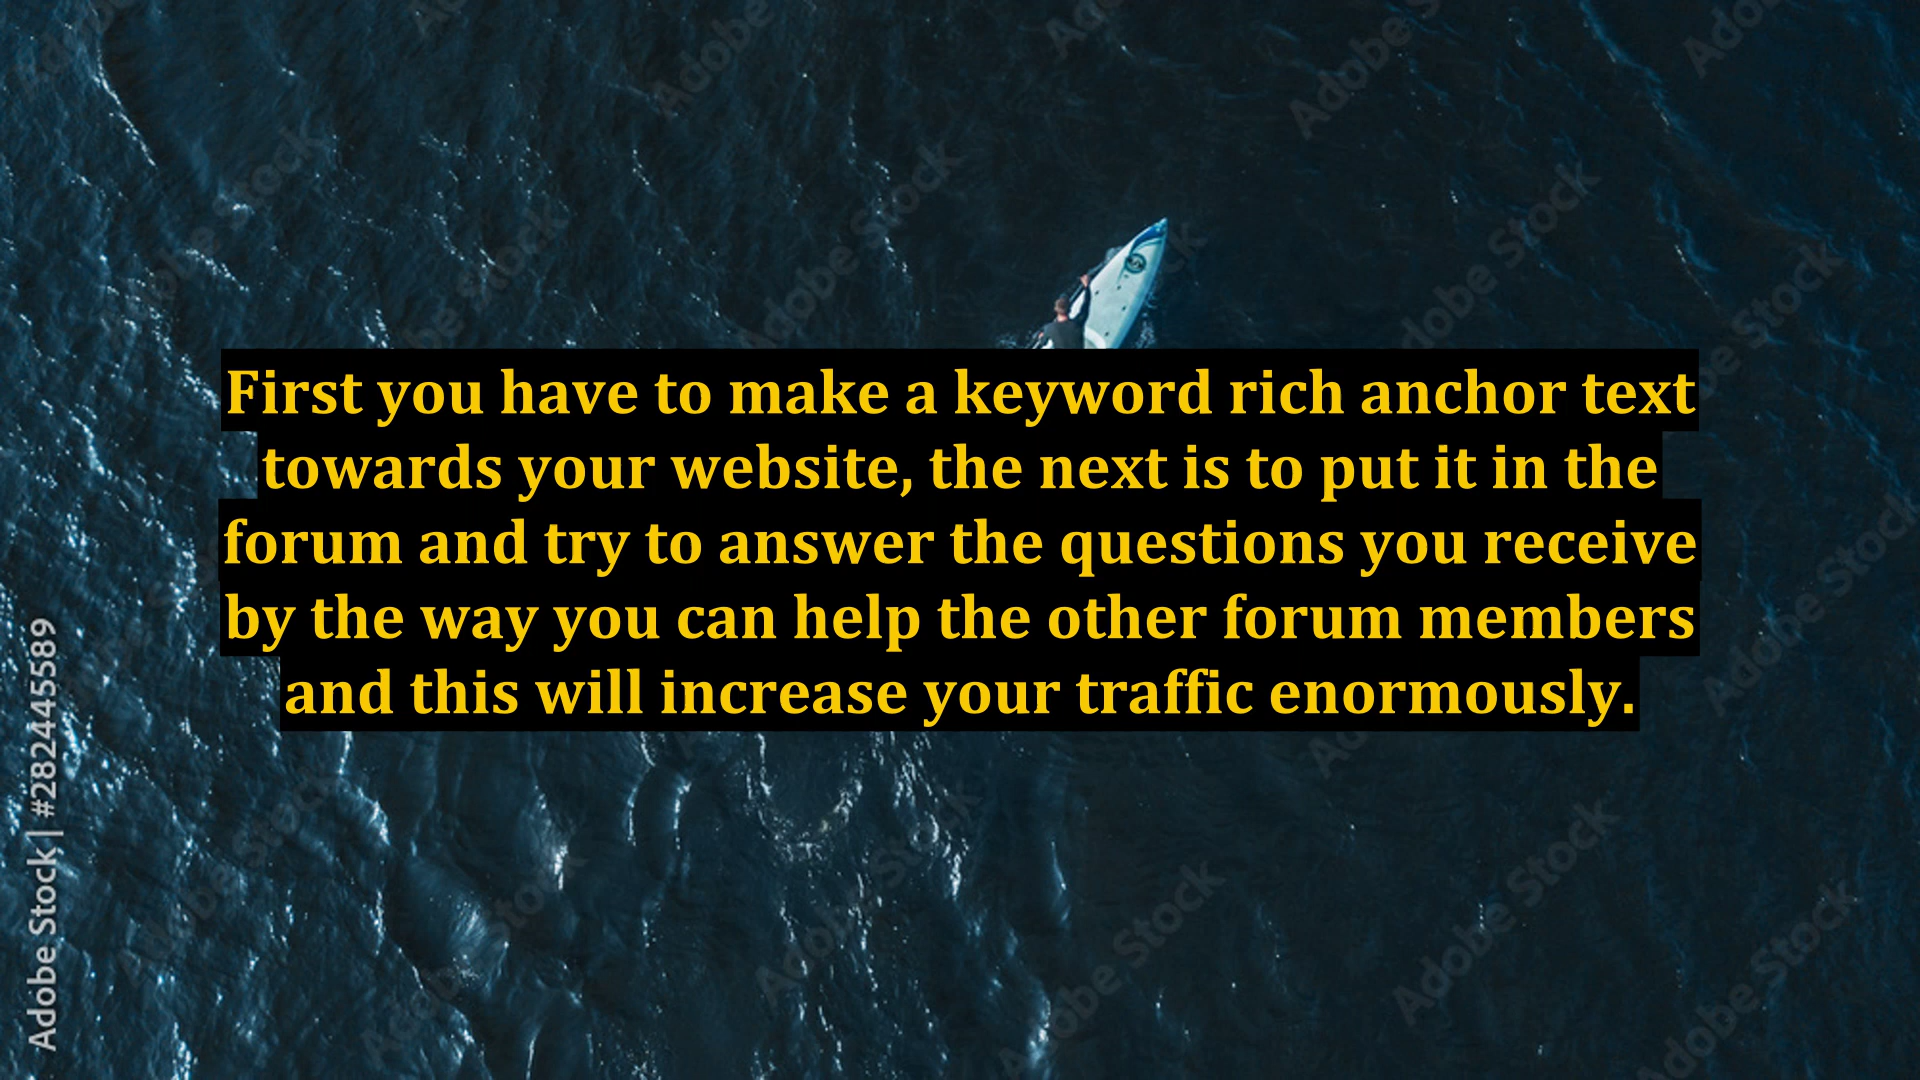 First you have to make a keyword rich anchor text
towards your website, the next is to put it in the
forum and try to answer the questions you receive
by the way you can help the other forum members
and this will increase your traffic enormously.
Adobe Stock | #282445589
Adobe Stock